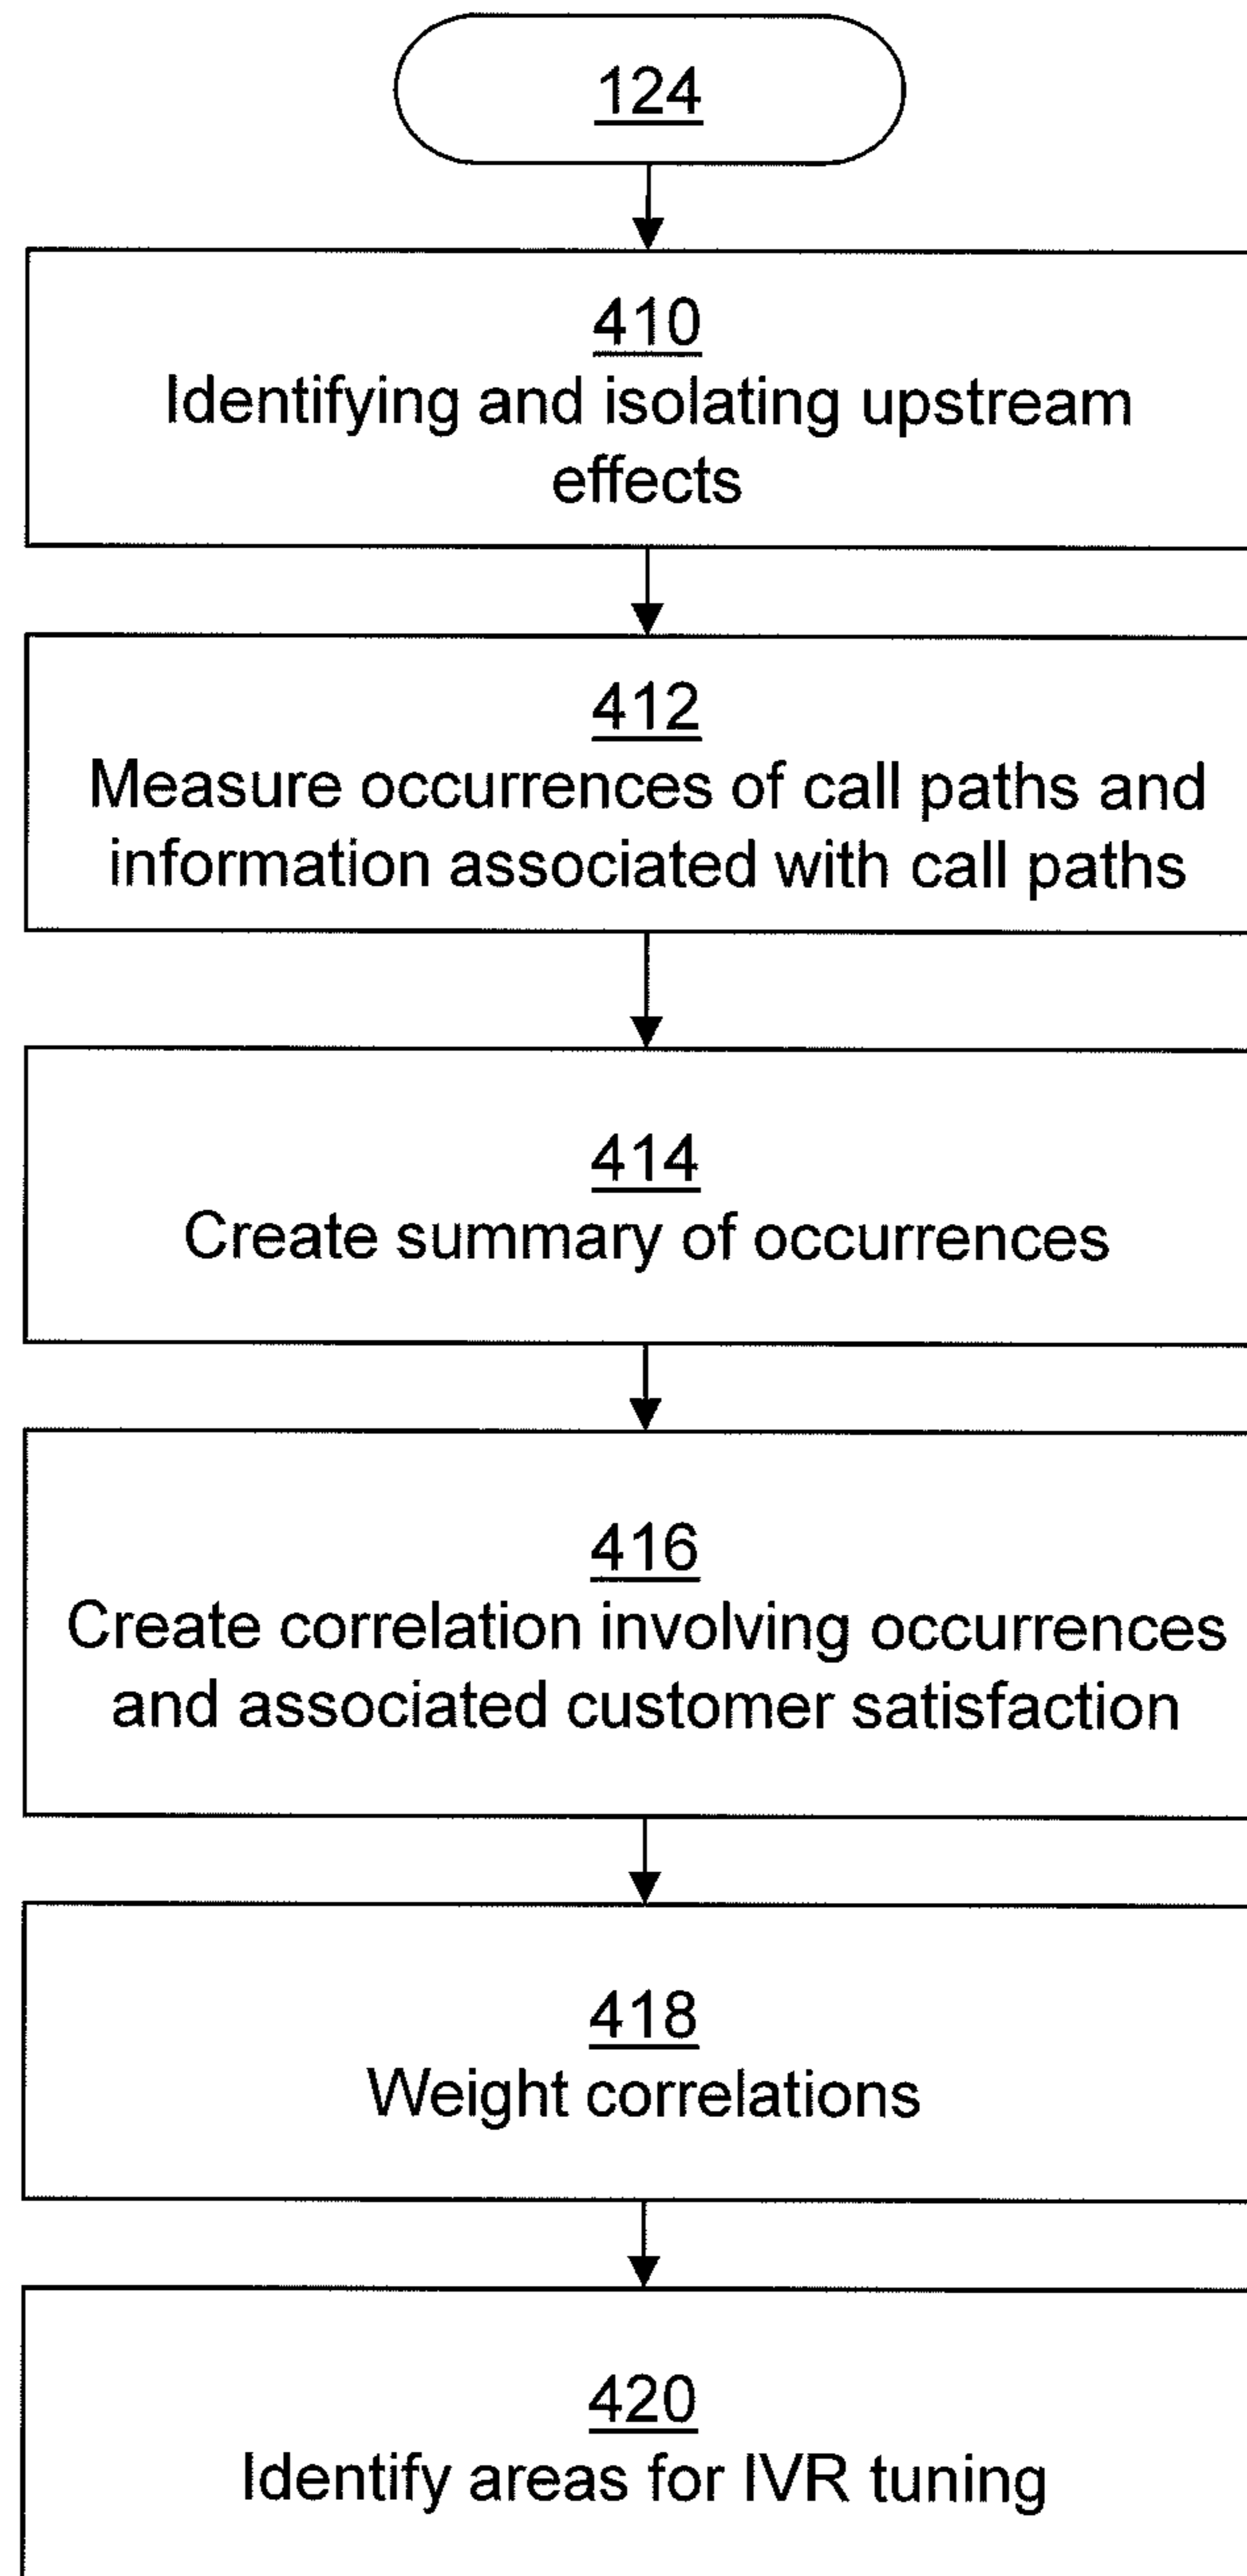 124
410
Identifying and isolating upstream
effects
412
Measure occurrences of call paths and
information associated with call paths
414
Create summary of occurrences
416
Create correlation involving occurrences
and associated customer satisfaction
418
Weight correlations
420
Identify areas for IVR tuning